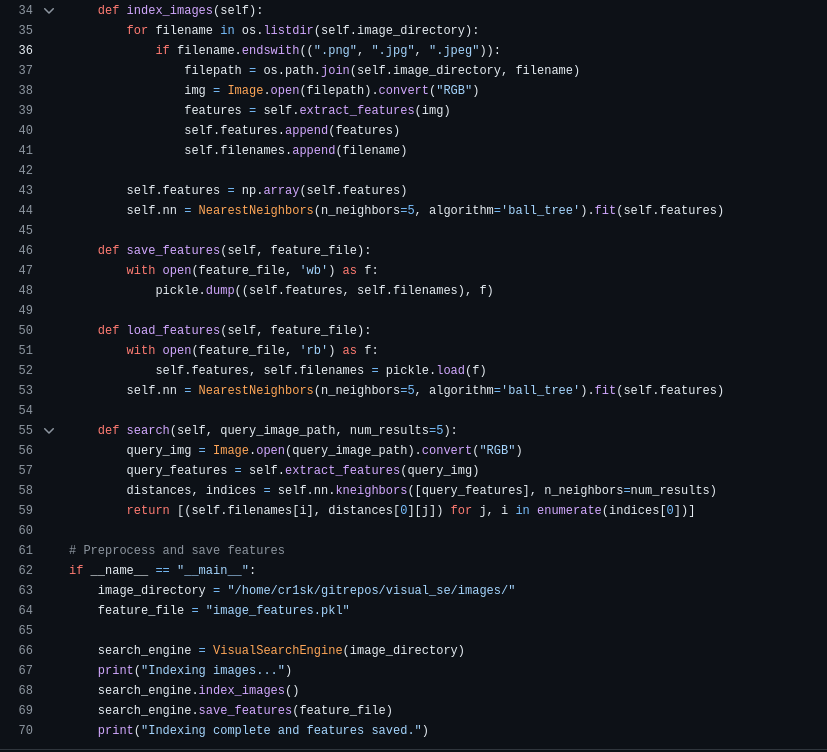 34     def index_images(self):
35         for filename in os.listdir(self.image_directory):
36             if filename.endswith((".png", ".jpg", ".jpeg")):
37                 filepath = os.path.join(self.image_directory, filename)
38                 img = Image.open(filepath).convert("RGB")
39                 features = self.extract_features(img)
40                 self.features.append(features)
41                 self.filenames.append(filename)
42
43         self.features = np.array(self.features)
44         self.nn = NearestNeighbors(n_neighbors=5, algorithm='ball_tree').fit(self.features)
45
46     def save_features(self, feature_file):
47         with open(feature_file, 'wb') as f:
48             pickle.dump((self.features, self.filenames), f)
49
50     def load_features(self, feature_file):
51         with open(feature_file, 'rb') as f:
52             self.features, self.filenames = pickle.load(f)
53         self.nn = NearestNeighbors(n_neighbors=5, algorithm='ball_tree').fit(self.features)
54
55     def search(self, query_image_path, num_results=5):
56         query_img = Image.open(query_image_path).convert("RGB")
57         query_features = self.extract_features(query_img)
58         distances, indices = self.nn.kneighbors([query_features], n_neighbors=num_results)
59         return [(self.filenames[i], distances[0][j]) for j, i in enumerate(indices[0])]
60
61 # Preprocess and save features
62 if __name__ == "__main__":
63     image_directory = "/home/cr1sk/gitrepos/visual_se/images/"
64     feature_file = "image_features.pkl"
65
66     search_engine = VisualSearchEngine(image_directory)
67     print("Indexing images...")
68     search_engine.index_images()
69     search_engine.save_features(feature_file)
70     print("Indexing complete and features saved.")